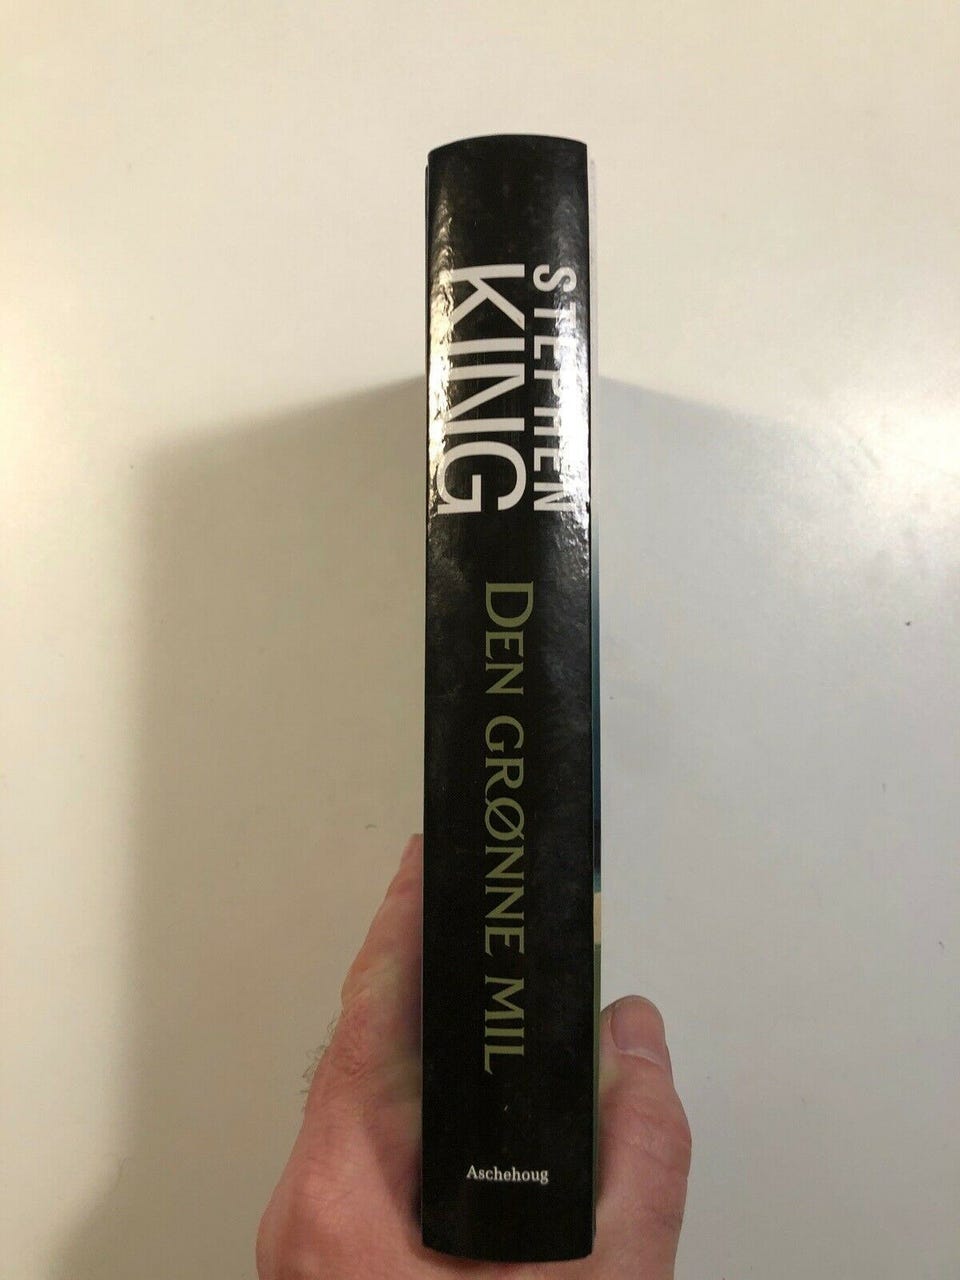 STEPHEN
KING
DEN GRØNNE MIL
Aschehoug